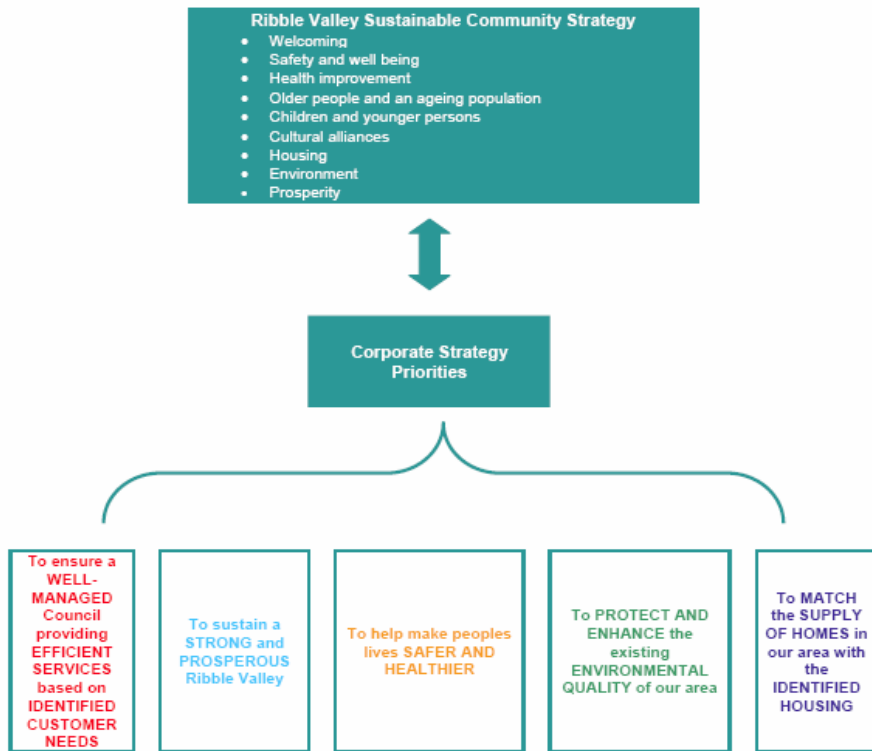 Ribble Valley Sustainable Community Strategy
• Welcoming
• Safety and well being
• Health improvement
• Older people and an ageing population
• Children and younger persons
• Cultural alliances
• Housing
• Environment
• Prosperity
Corporate Strategy
Priorities
To ensure a
WELL-
MANAGED
Council
providing
EFFICIENT
SERVICES
based on
IDENTIFIED
CUSTOMER
NEEDS
To sustain a
STRONG and
PROSPEROUS
Ribble Valley
To help make peoples
lives SAFER AND
HEALTHIER
To PROTECT AND
ENHANCE the
existing
ENVIRONMENTAL
QUALITY of our area
To MATCH
the SUPPLY
OF HOMES in
our area with
the
IDENTIFIED
HOUSING